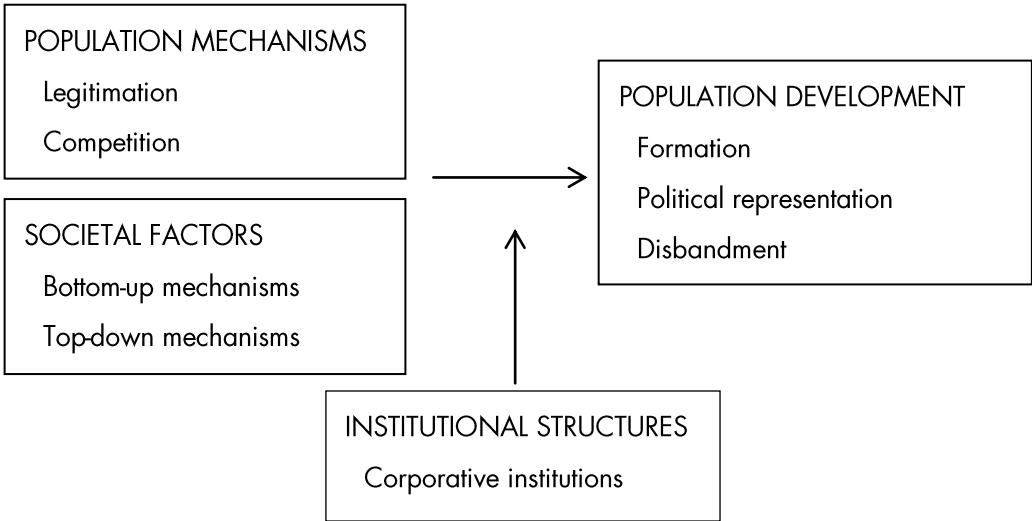 POPULATION MECHANISMS
Legitimation
Competition
SOCIETAL FACTORS
Bottom-up mechanisms
Top-down mechanisms
POPULATION DEVELOPMENT
Formation
Political representation
Disbandment
INSTITUTIONAL STRUCTURES
Corporative institutions